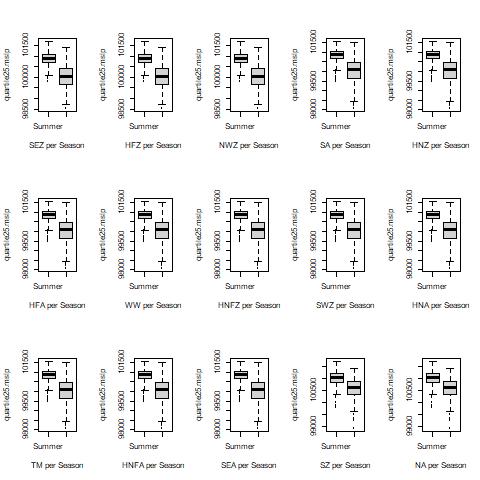 quartile25.mslp
98500 100000 101500
Summer
SEZ per Season
quartile25.mslp
98500 100000 101500
Summer
HFZ per Season
quartile25.mslp
98500 100000 101500
Summer
NWZ per Season
quartile25.mslp
98000 99500 101500
Summer
SA per Season
quartile25.mslp
98000 99500 101500
Summer
HNZ per Season
quartile25.mslp
98000 99500 101500
Summer
HFA per Season
quartile25.mslp
98000 99500 101500
Summer
WW per Season
quartile25.mslp
98000 99500 101500
Summer
HNFZ per Season
quartile25.mslp
98000 99500 101500
Summer
SWZ per Season
quartile25.mslp
98000 99500 101500
Summer
HNA per Season
quartile25.mslp
98000 99500 101500
Summer
TM per Season
quartile25.mslp
98000 99500 101500
Summer
HNFA per Season
quartile25.mslp
98000 99500 101500
Summer
SEA per Season
quartile25.mslp
99000 100500
Summer
SZ per Season
quartile25.mslp
99000 100500
Summer
NA per Season